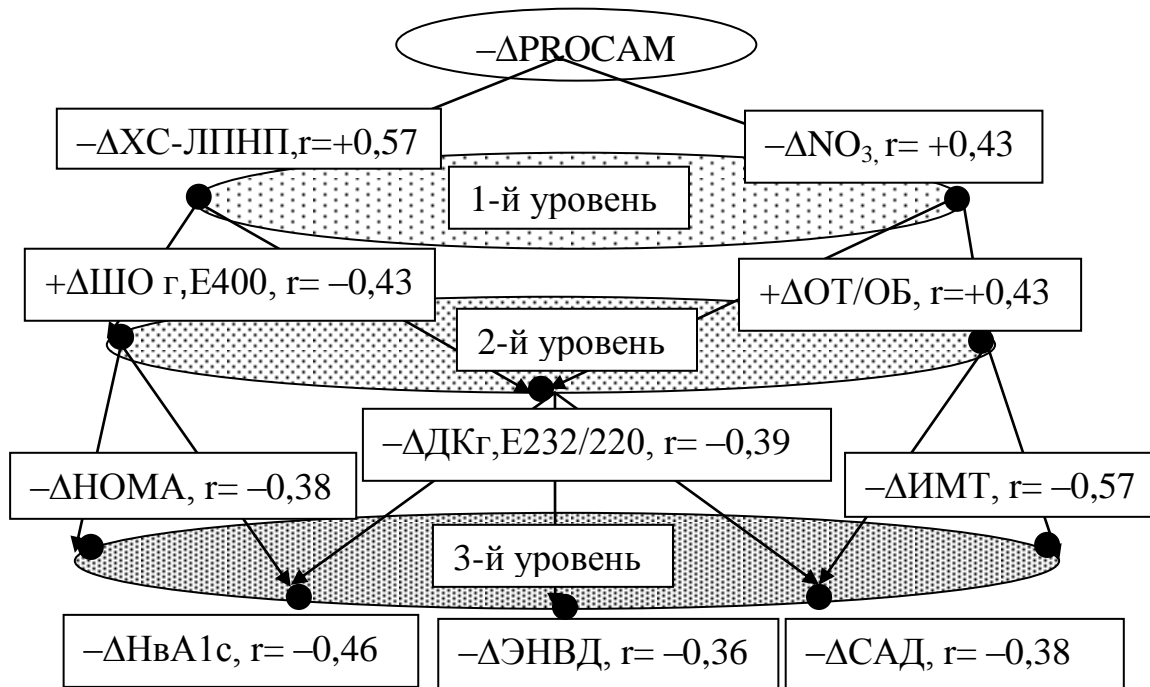 –ΔPROCAM
–ΔХС-ЛПНП,r=+0,57
–ΔNO₃, r= +0,43
1-й уровень
+ΔШО г,Е400, r= –0,43
+ΔОТ/ОБ, r=+0,43
2-й уровень
–ΔДКг,Е232/220, r= –0,39
–ΔНОМА, r= –0,38
–ΔИМТ, r= –0,57
3-й уровень
–ΔНвА1с, r= –0,46
–ΔЭНВД, r= –0,36
–ΔСАД, r= –0,38